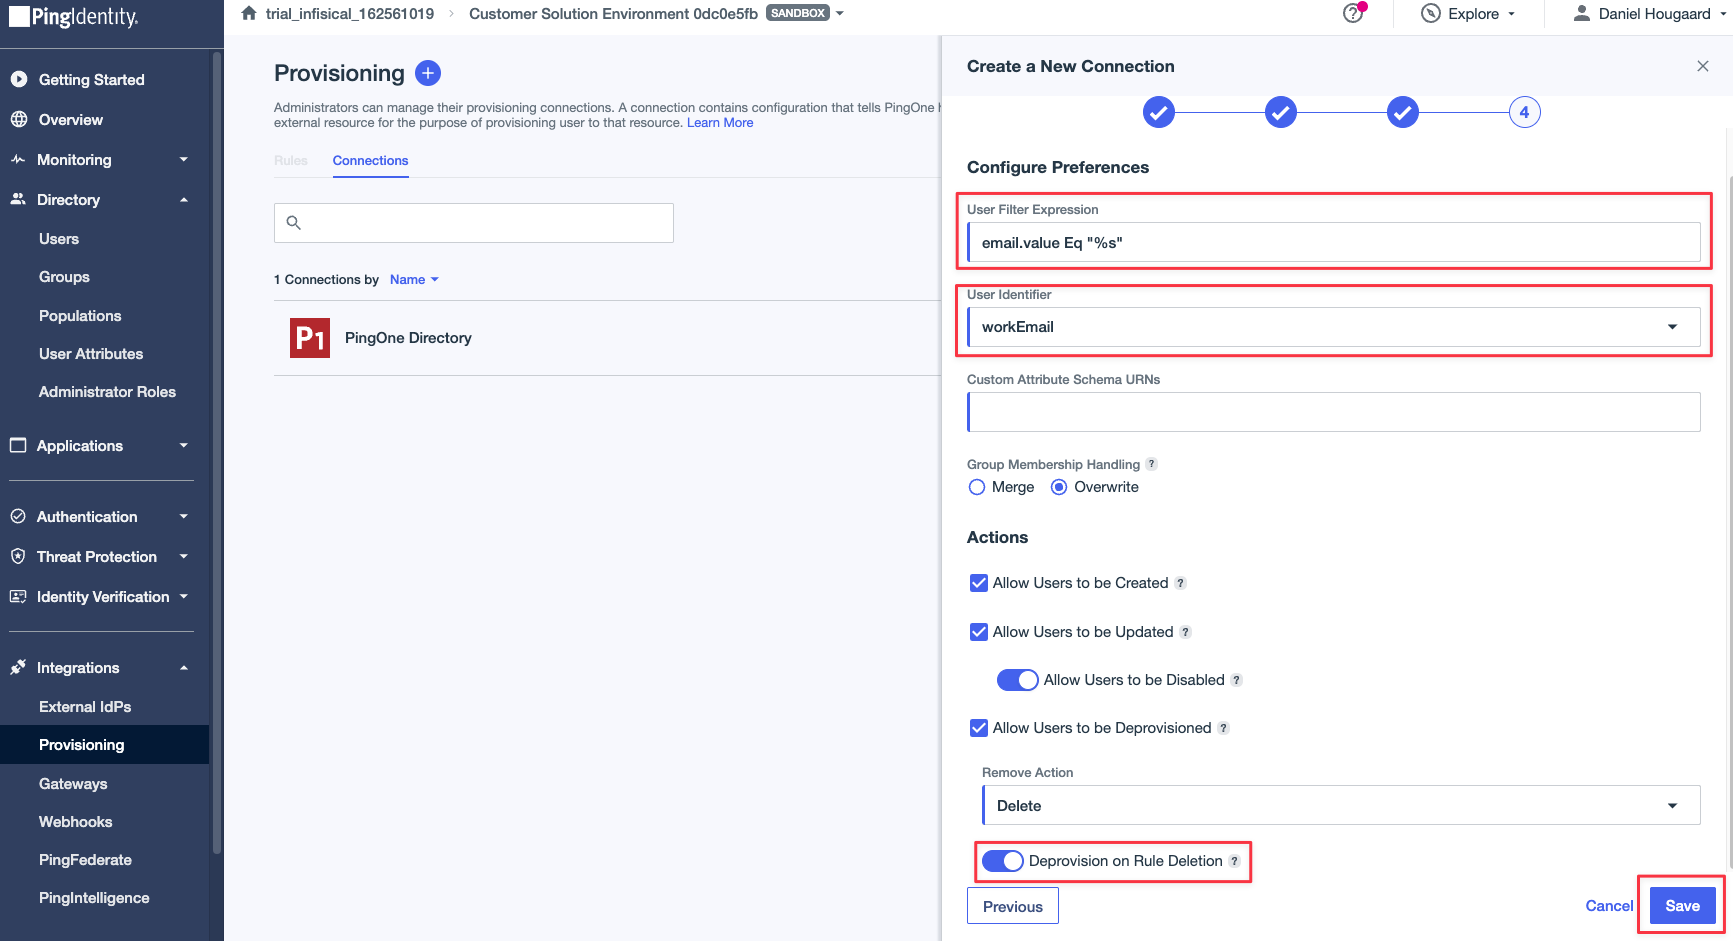 PingIdentity.
trial_infisical_162561019
Customer Solution Environment 0dc0e5fb
SANDBOX
Explore
Daniel Hougaard
Getting Started
Overview
Monitoring
Directory
Users
Groups
Populations
User Attributes
Administrator Roles
Applications
Authentication
Threat Protection
Identity Verification
Integrations
External IdPs
Provisioning
Gateways
Webhooks
PingFederate
PingIntelligence
Provisioning
Administrators can manage their provisioning connections. A connection contains configuration that tells PingOne
external resource for the purpose of provisioning user to that resource. Learn More
Rules
Connections
1 Connections by Name
P1
PingOne Directory
Create a New Connection
4
Configure Preferences
User Filter Expression
email.value Eq "%s"
User Identifier
workEmail
Custom Attribute Schema URNs
Group Membership Handling ?
Merge
Overwrite
Actions
Allow Users to be Created ?
Allow Users to be Updated ?
Allow Users to be Disabled ?
Allow Users to be Deprovisioned ?
Remove Action
Delete
Deprovision on Rule Deletion ?
Previous
Cancel
Save